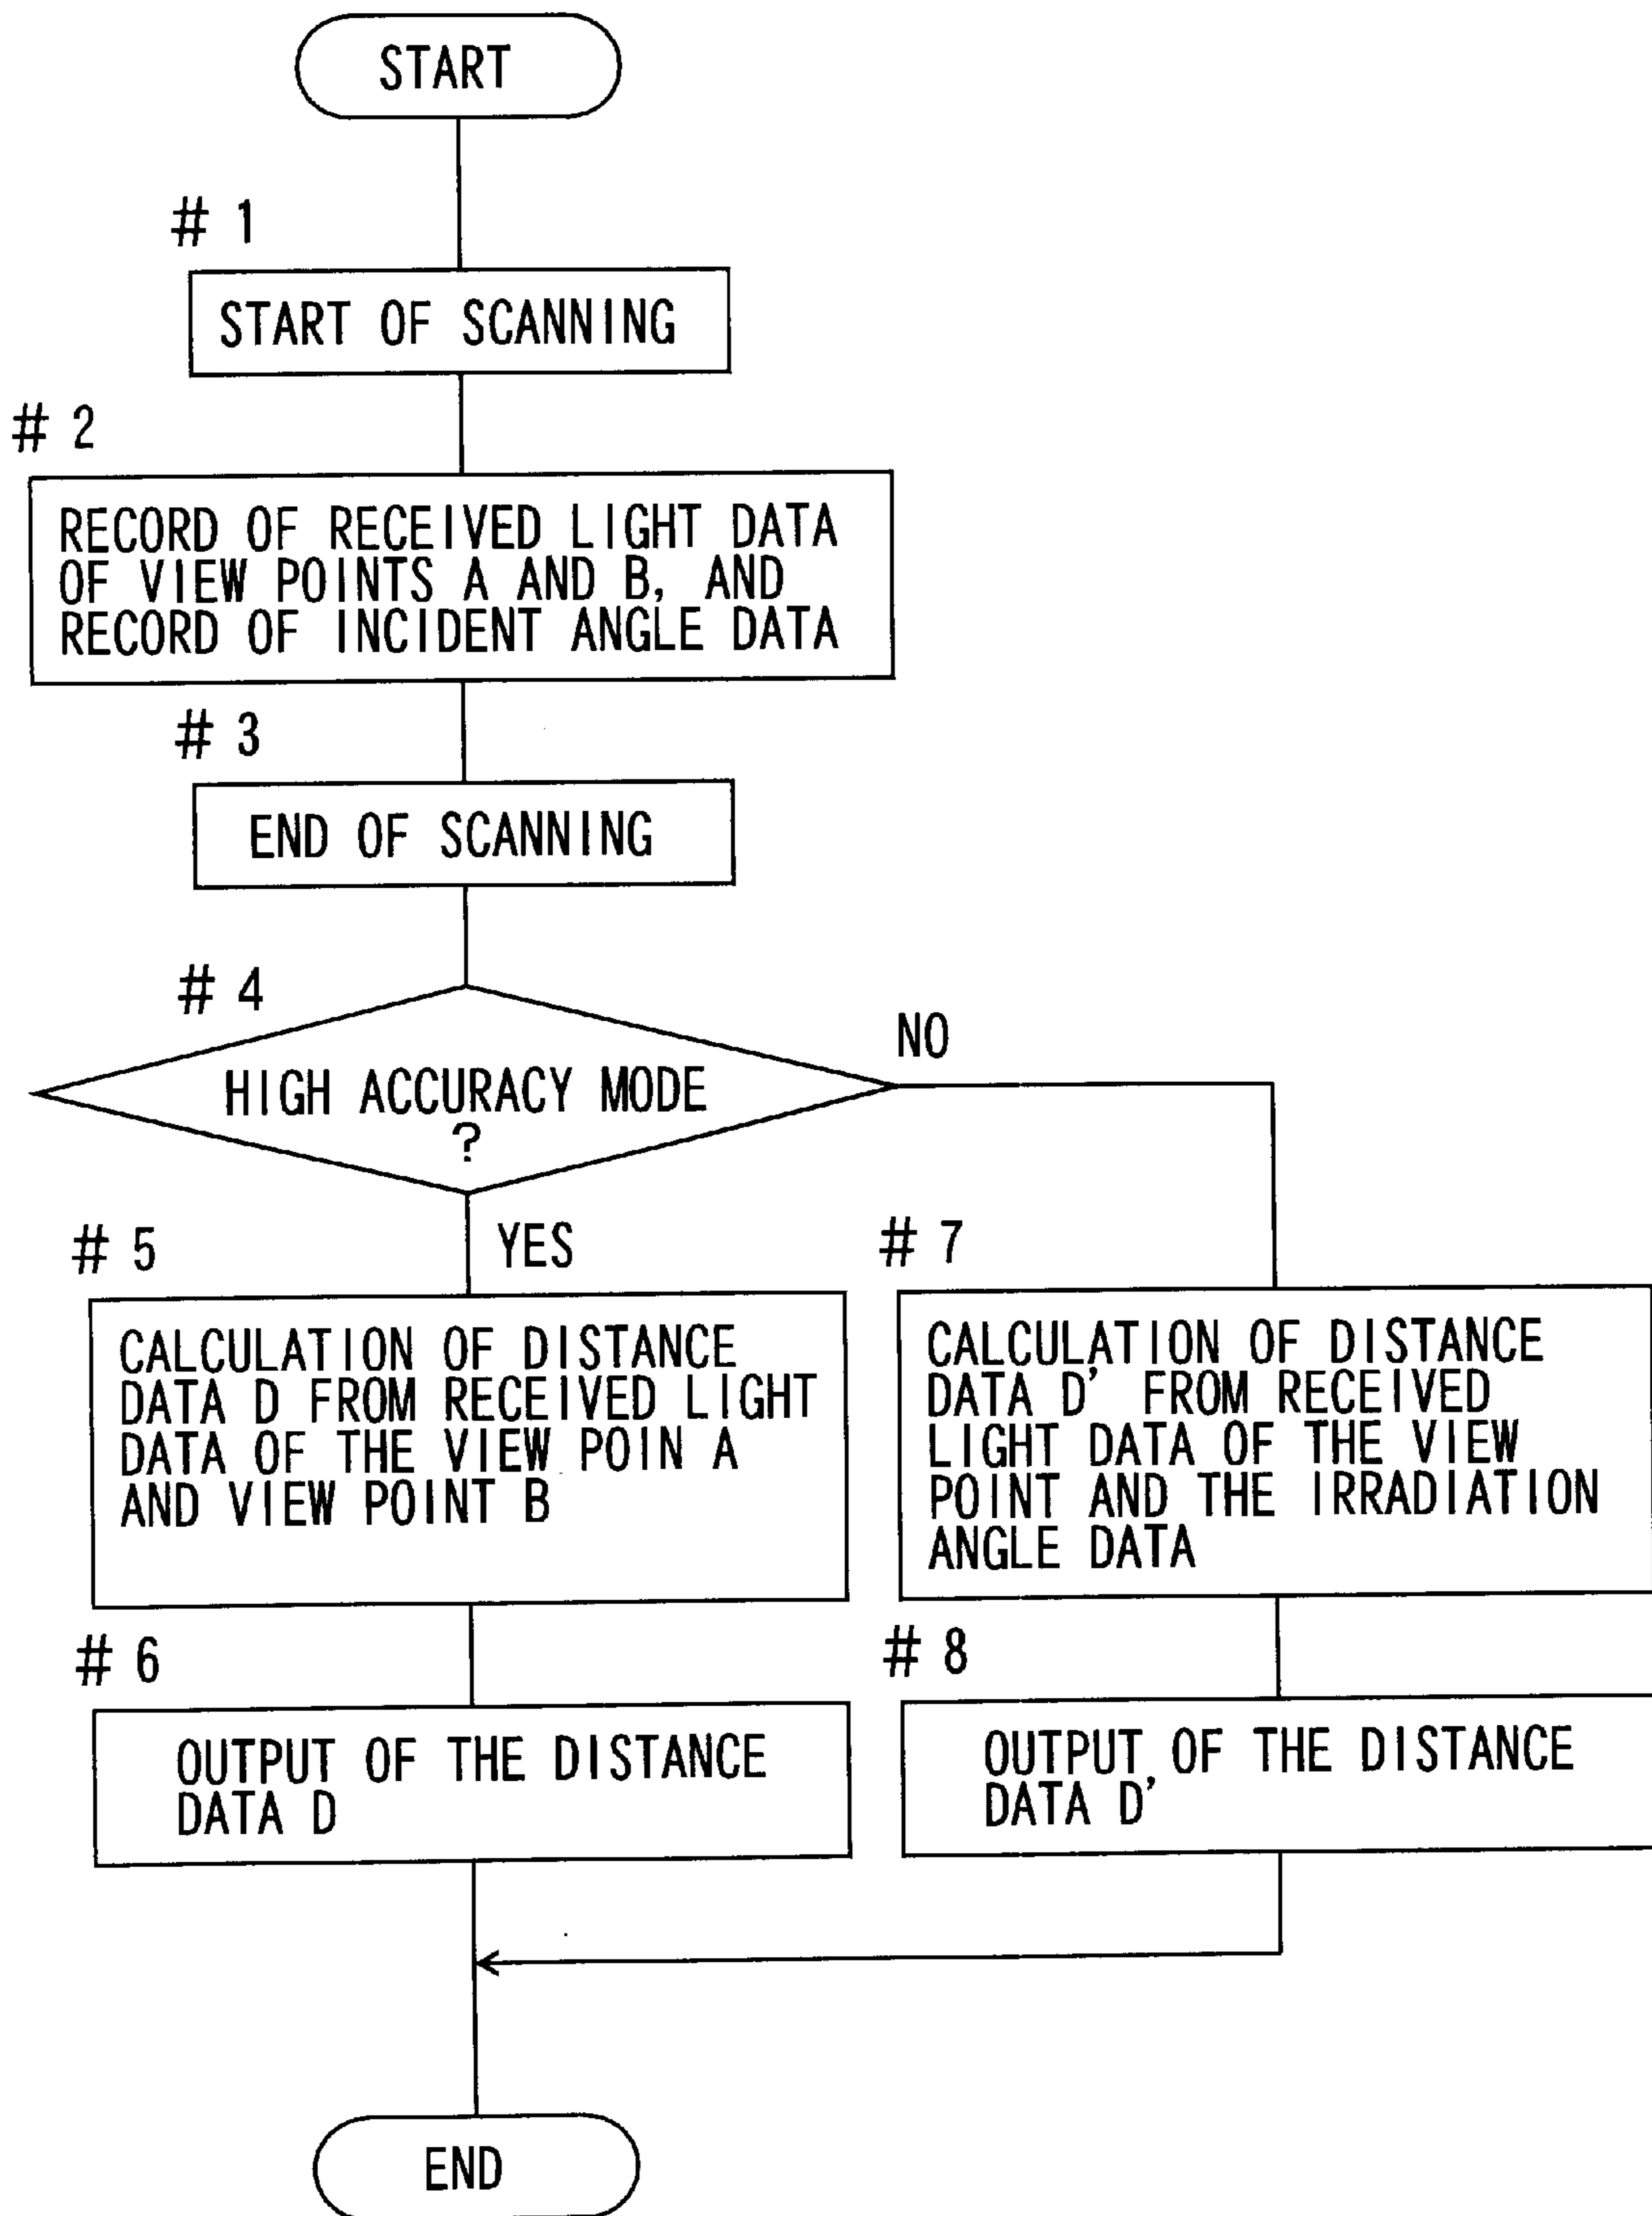 START
# 1
START OF SCANNING
# 2
RECORD OF RECEIVED LIGHT DATA
OF VIEW POINTS A AND B, AND
RECORD OF INCIDENT ANGLE DATA
# 3
END OF SCANNING
# 4
HIGH ACCURACY MODE
?
NO
YES
# 5
CALCULATION OF DISTANCE
DATA D FROM RECEIVED LIGHT
DATA OF THE VIEW POIN A
AND VIEW POINT B
# 7
CALCULATION OF DISTANCE
DATA D' FROM RECEIVED
LIGHT DATA OF THE VIEW
POINT AND THE IRRADIATION
ANGLE DATA
# 6
OUTPUT OF THE DISTANCE
DATA D
# 8
OUTPUT OF THE DISTANCE
DATA D'
END